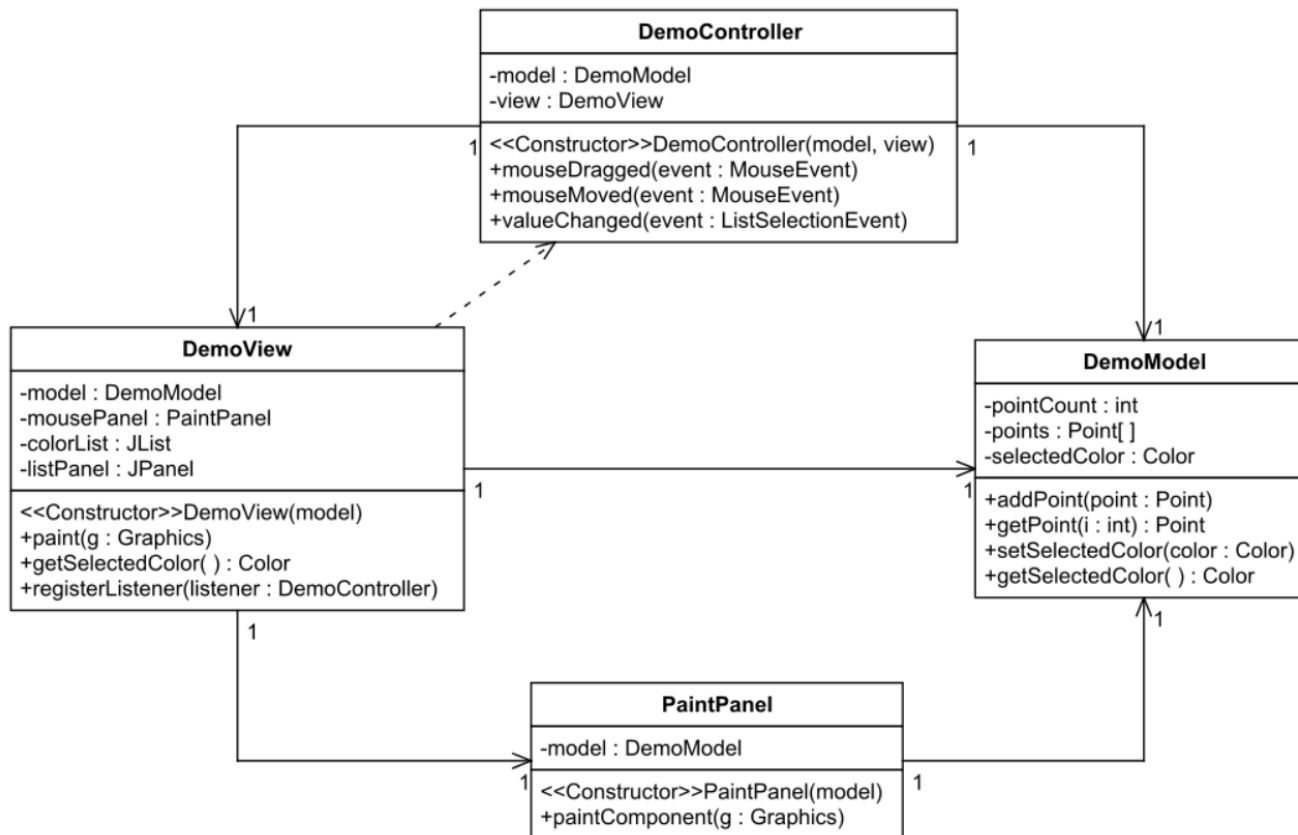 DemoController
-model : DemoModel
-view : DemoView
<<Constructor>>DemoController(model, view)
+mouseDragged(event : MouseEvent)
+mouseMoved(event : MouseEvent)
+valueChanged(event : ListSelectionEvent)
1
1
1
1
DemoView
-model : DemoModel
-mousePanel : PaintPanel
-colorList : JList
-listPanel : JPanel
<<Constructor>>DemoView(model)
+paint(g : Graphics)
+getSelectedColor( ) : Color
+registerListener(listener : DemoController)
1
1
DemoModel
-pointCount : int
-points : Point[ ]
-selectedColor : Color
+addPoint(point : Point)
+getPoint(i : int) : Point
+setSelectedColor(color : Color)
+getSelectedColor( ) : Color
1
1
PaintPanel
-model : DemoModel
<<Constructor>>PaintPanel(model)
+paintComponent(g : Graphics)
1
1